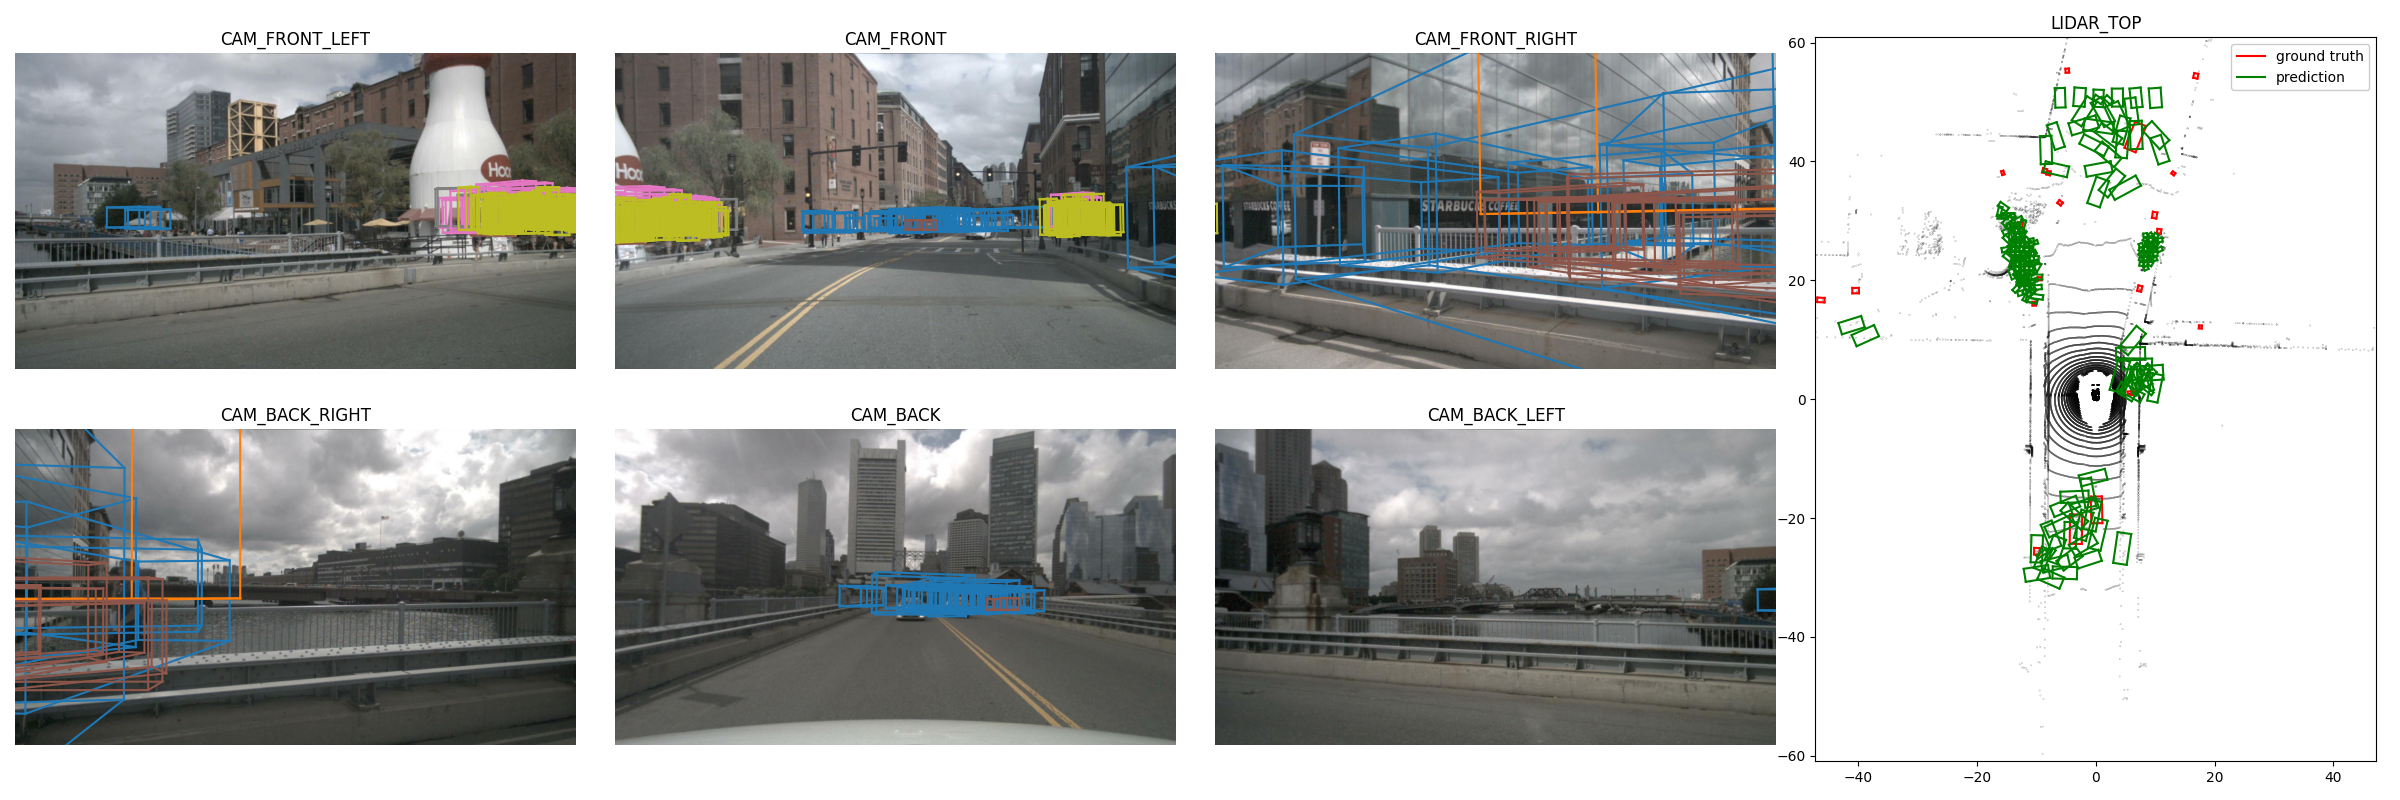 CAM_FRONT_LEFT
CAM_FRONT
CAM_FRONT_RIGHT
LIDAR_TOP
ground truth
prediction
Hoo
Hoo
STARBUCKS COFFEE
CAM_BACK_RIGHT
CAM_BACK
CAM_BACK_LEFT
60
40
20
0
−20
−40
−60
−40
−20
0
20
40